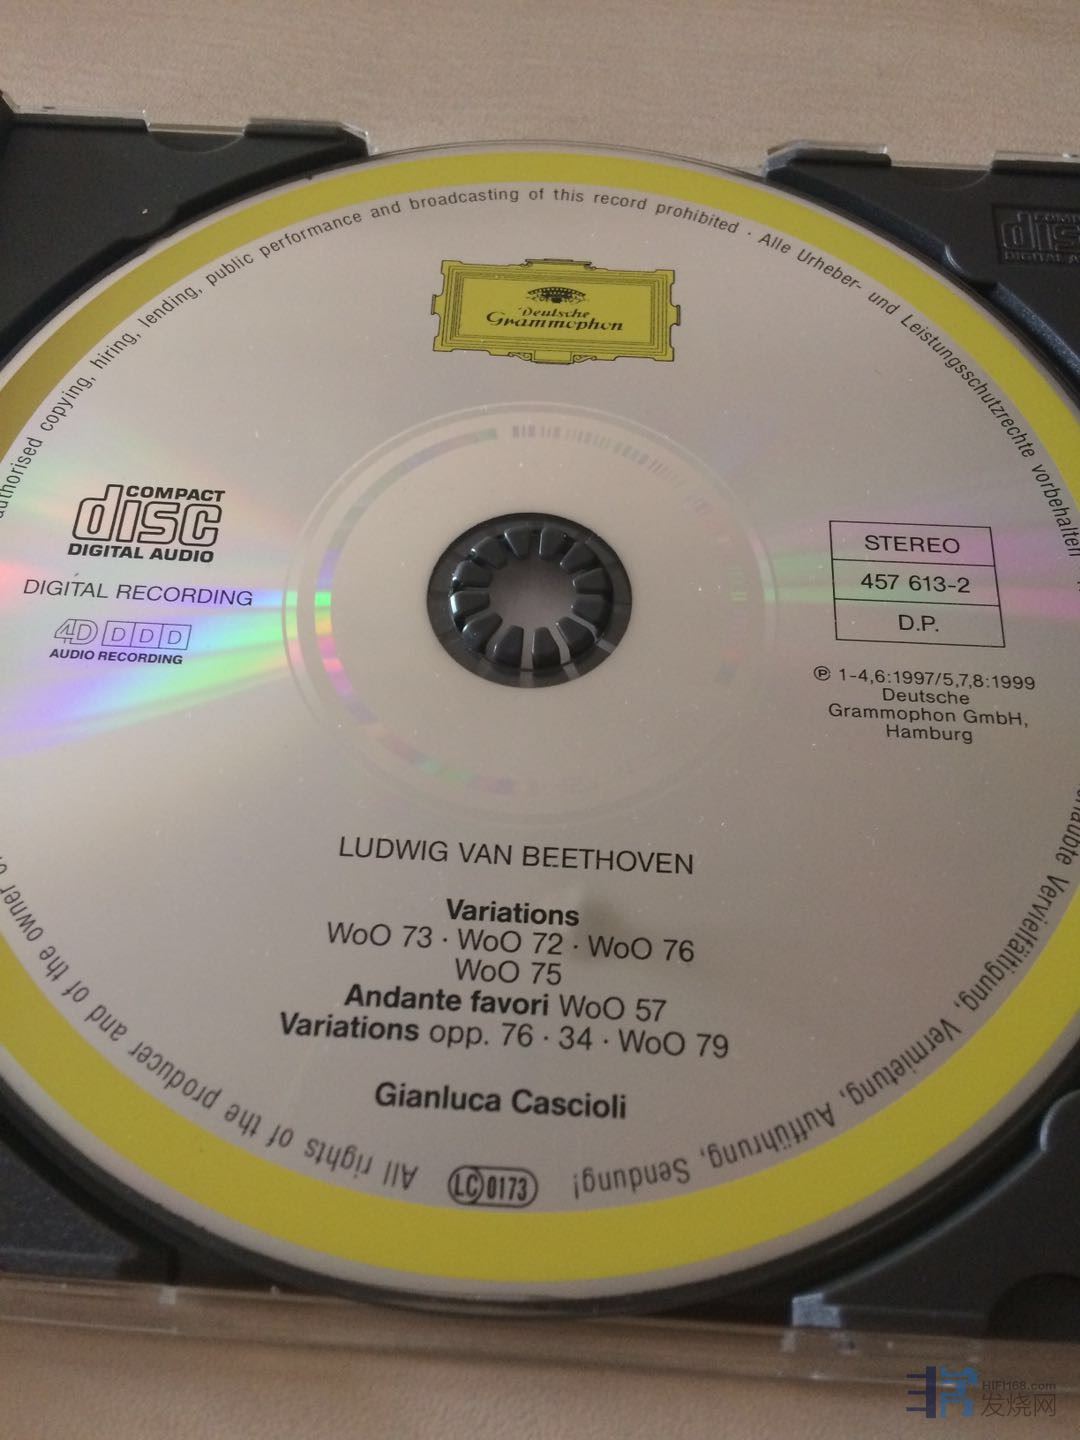 authorised copying, hiring, lending, public performance and broadcasting of this record prohibited · Alle Urheber- und Leistungsschutzrechte vorbehalten
Deutsche
Grammophon
COMPACT
disc
DIGITAL AUDIO
DIGITAL RECORDING
4D DDD
AUDIO RECORDING
STEREO
457 613-2
D.P.
℗ 1-4,6:1997/5,7,8:1999
Deutsche
Grammophon GmbH,
Hamburg
LUDWIG VAN BEETHOVEN
Variations
WoO 73 · WoO 72 · WoO 76
WoO 75
Andante favori WoO 57
Variations opp. 76 · 34 · WoO 79
Gianluca Cascioli
All rights of the producer and of the owner
LC 0173
Vervielfältigung, Vermietung, Aufführung, Sendung!
HIFI168.com
发烧网